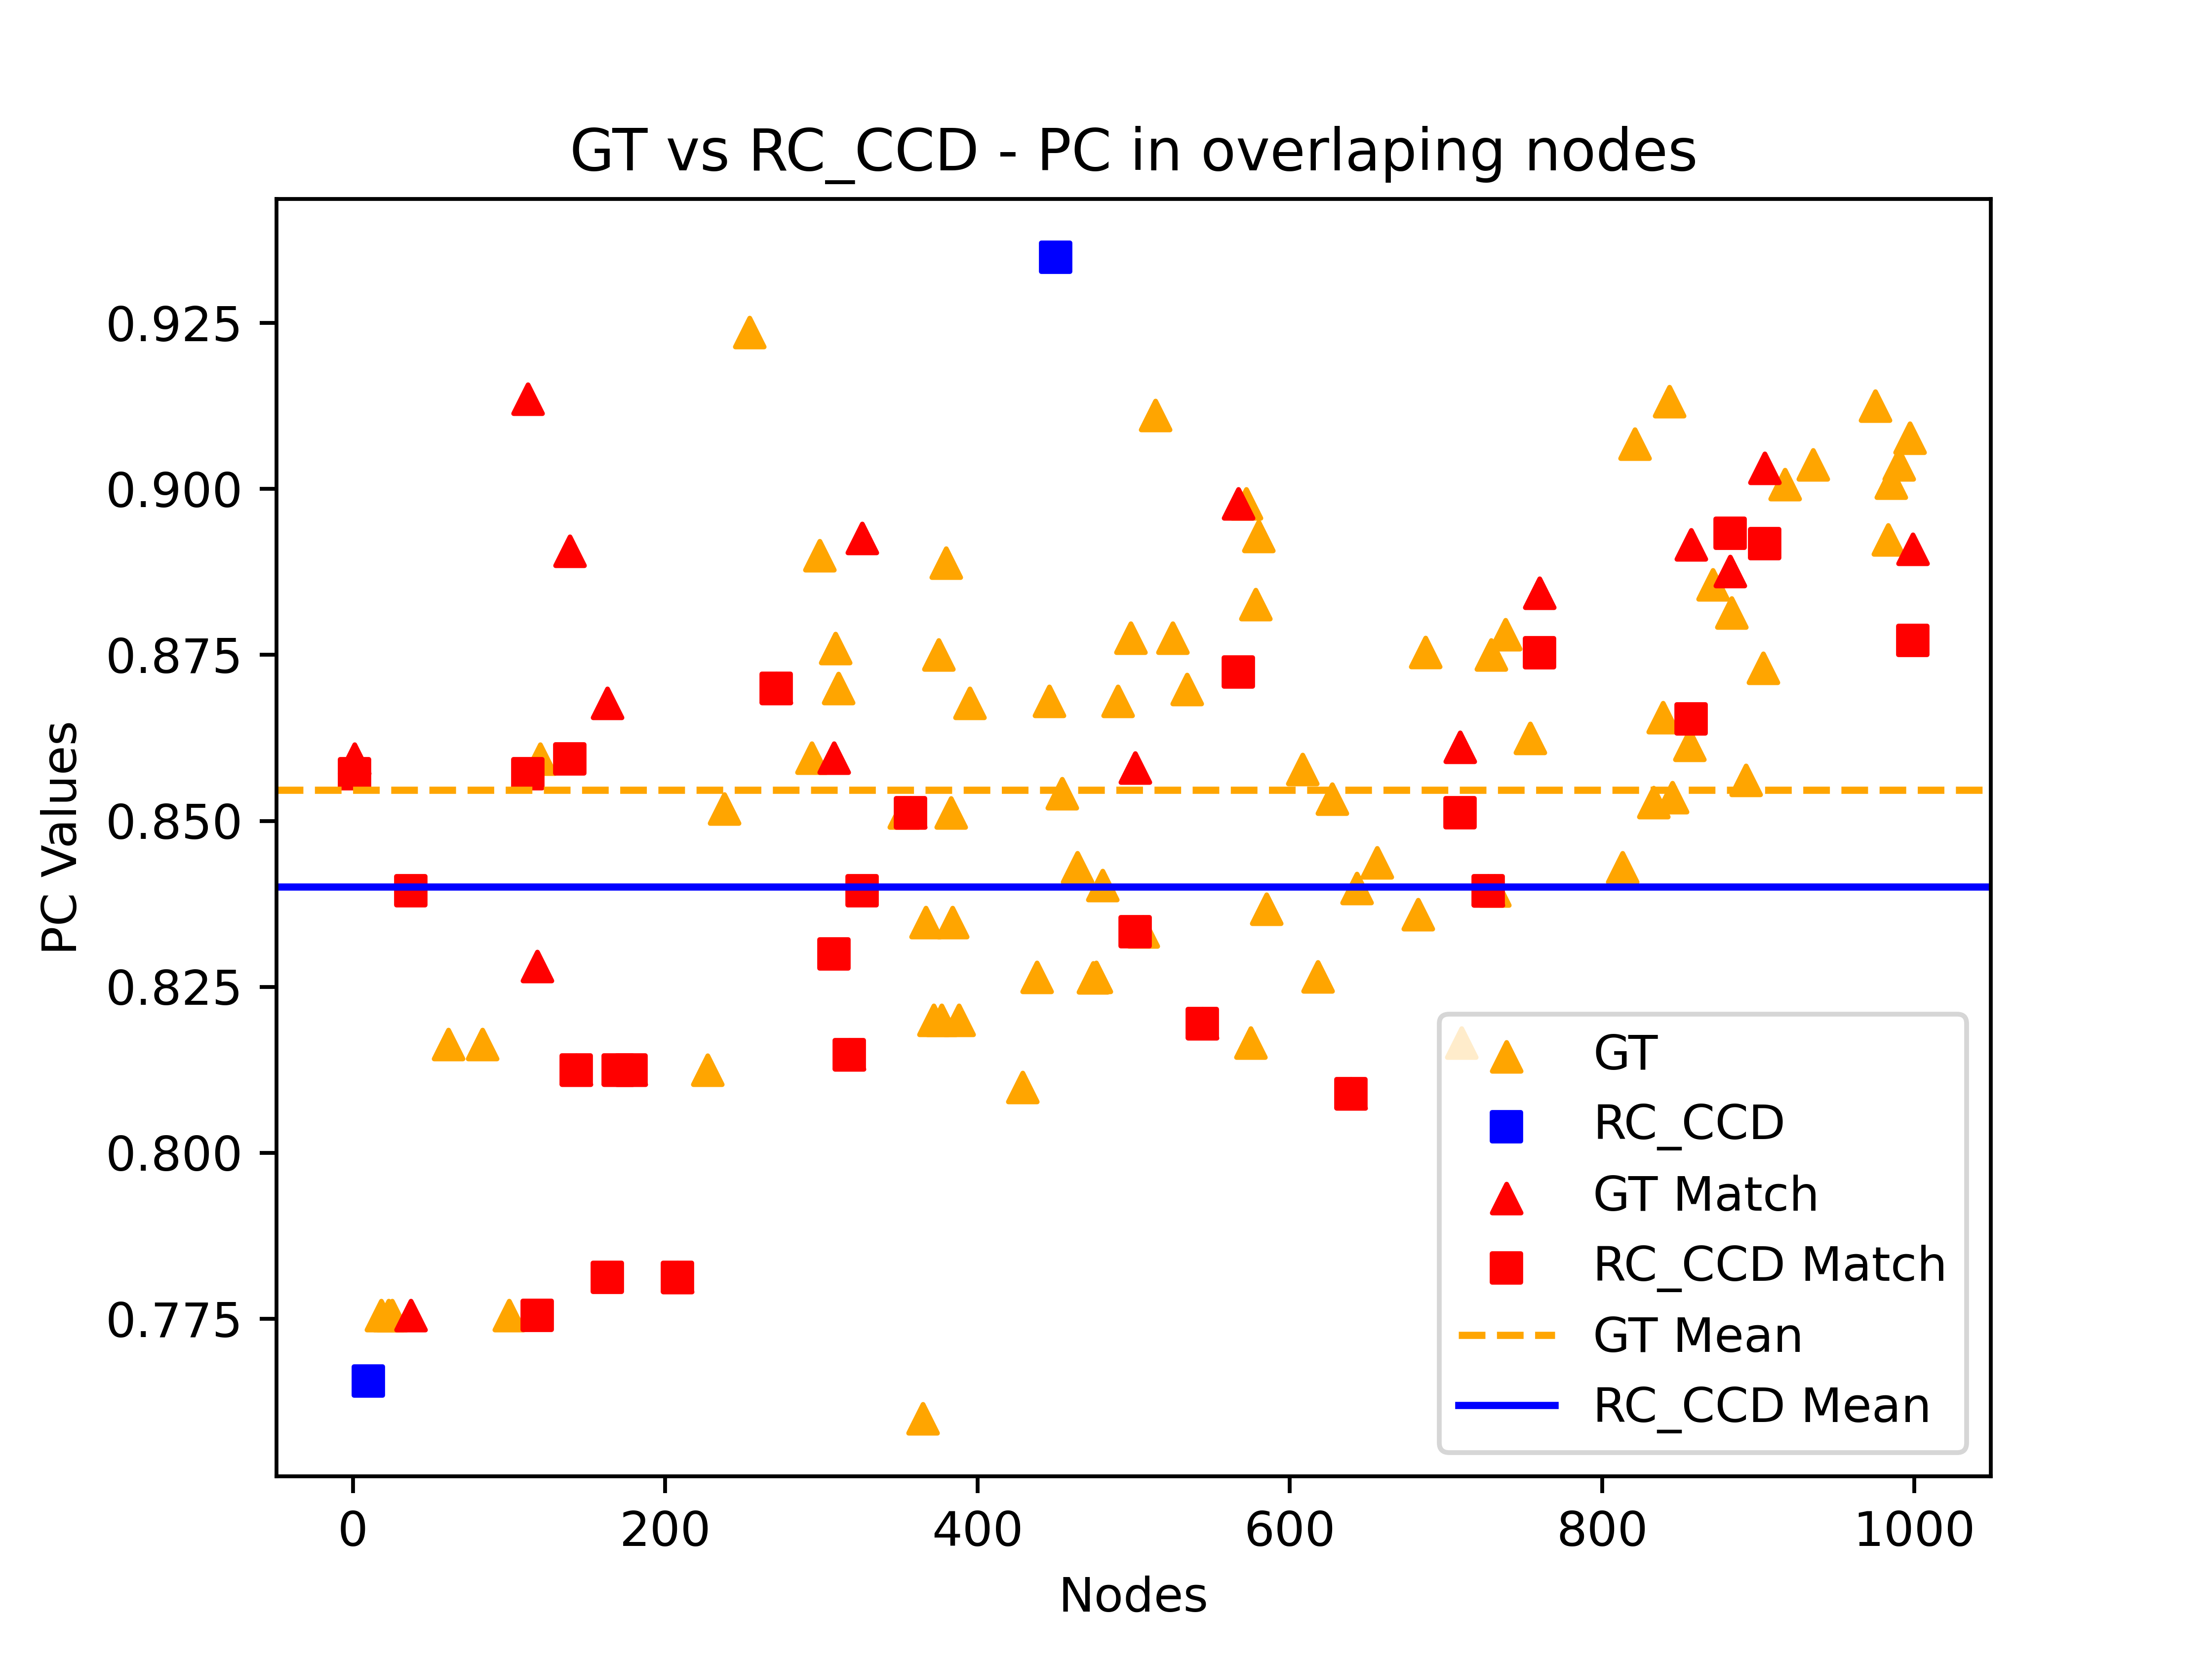 GT vs RC_CCD - PC in overlaping nodes
PC Values
0.925
0.900
0.875
0.850
0.825
0.800
0.775
0 200 400 600 800 1000
Nodes
GT
RC_CCD
GT Match
RC_CCD Match
GT Mean
RC_CCD Mean